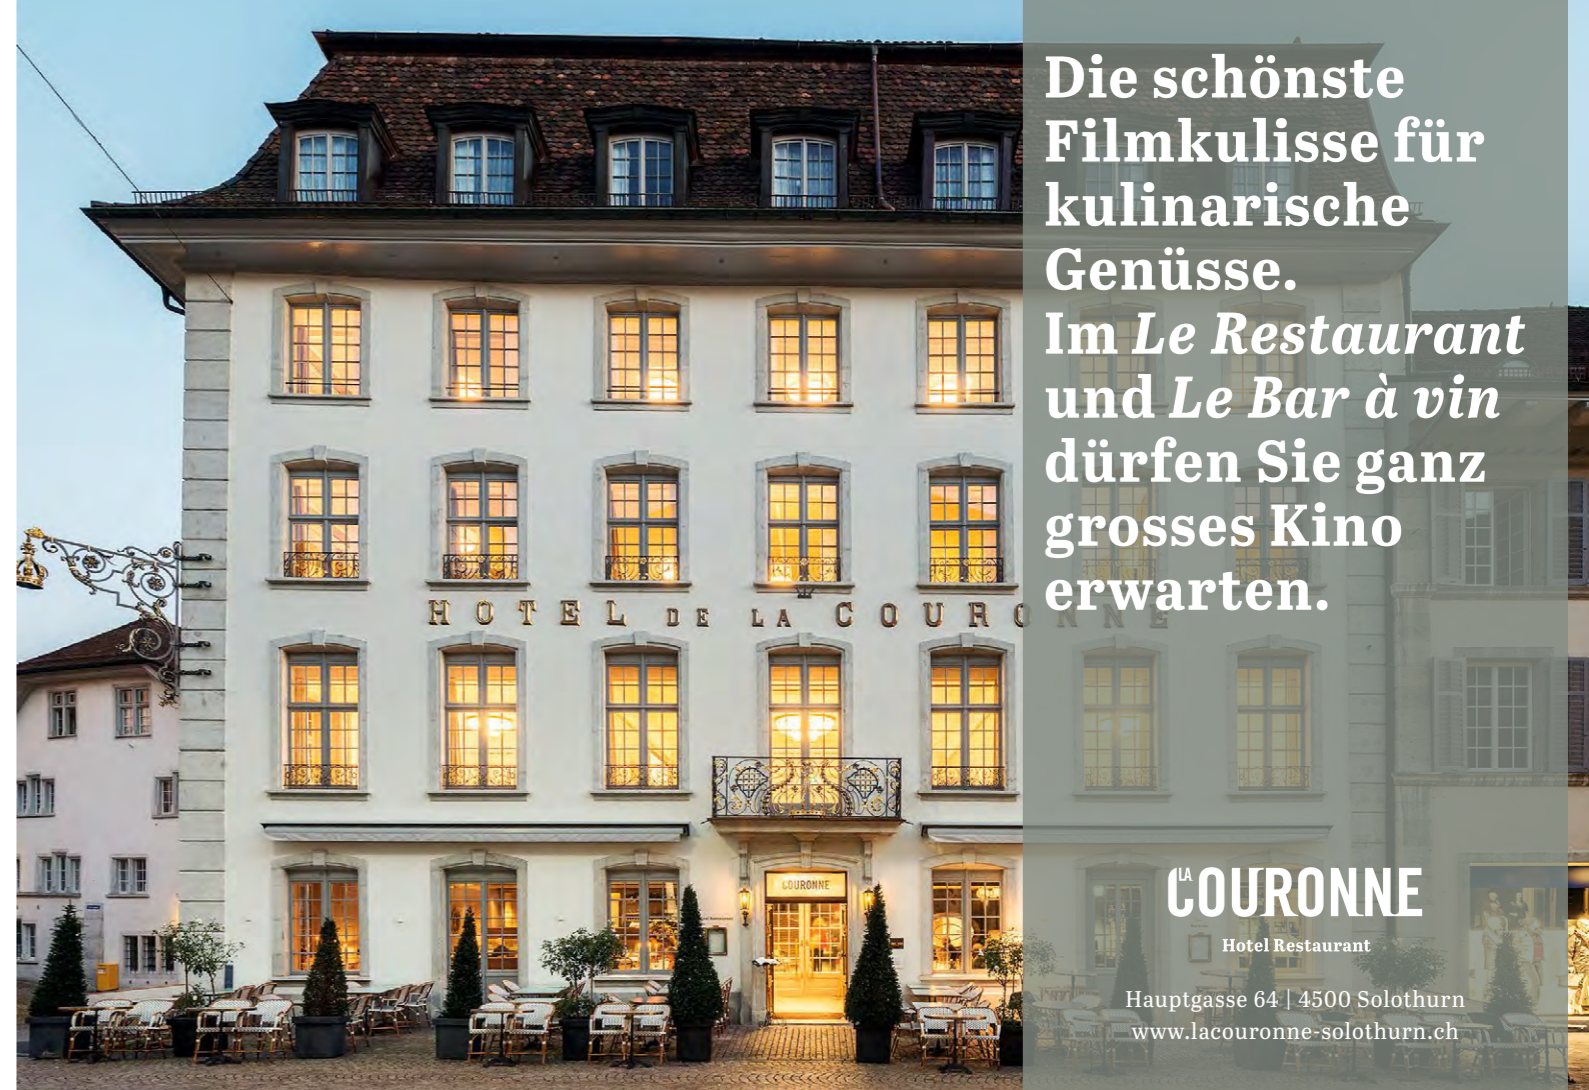 Die schönste
Filmkulisse für
kulinarische
Genüsse.
Im Le Restaurant
und Le Bar à vin
dürfen Sie ganz
grosses Kino
erwarten.
HOTEL DE LA COURONNE
COURONNE
LA COURONNE
Hotel Restaurant
Hauptgasse 64 | 4500 Solothurn
www.lacouronne-solothurn.ch